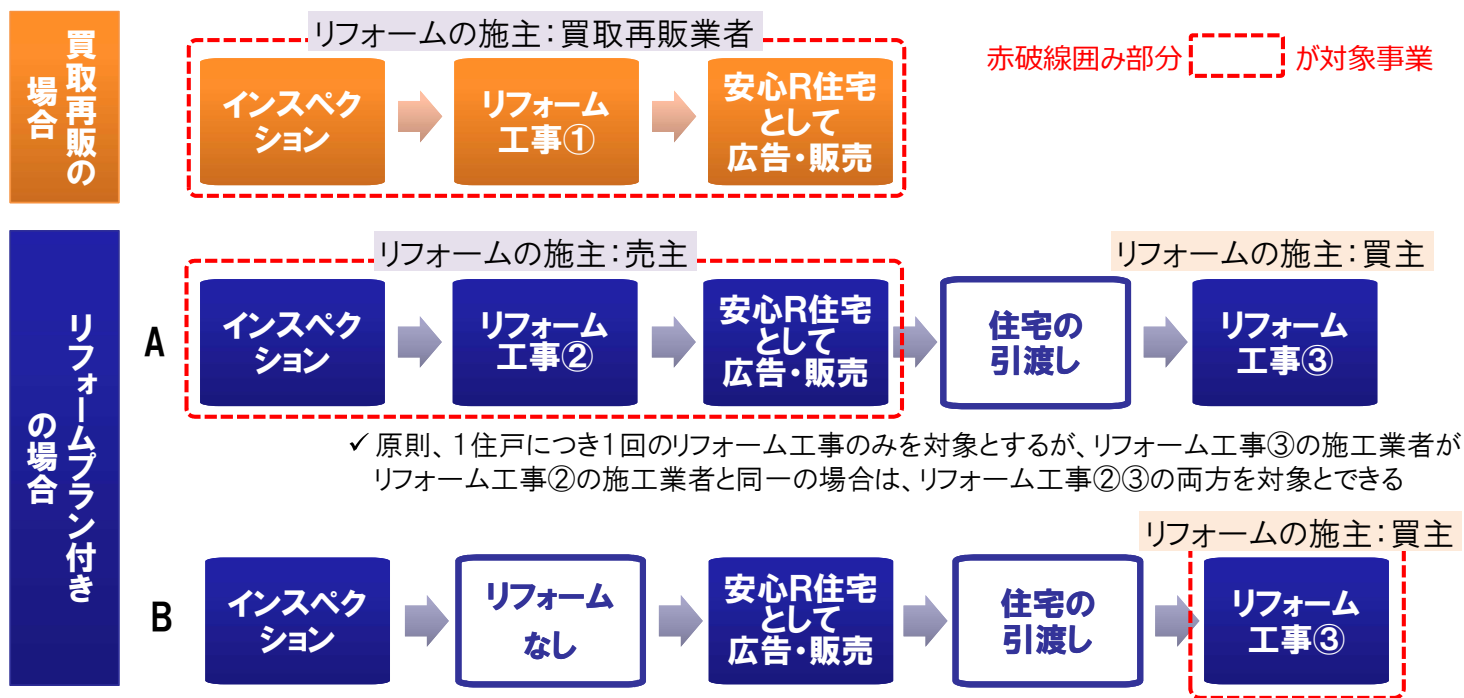 買取再販の
場合
リフォームの施主：買取再販業者
赤破線囲み部分 が対象事業
インスペク
ション
リフォーム
工事①
安心R住宅
として
広告・販売
リフォームプラン付き
の場合
A
リフォームの施主：売主
リフォームの施主：買主
インスペク
ション
リフォーム
工事②
安心R住宅
として
広告・販売
住宅の
引渡し
リフォーム
工事③
✓原則、1住戸につき1回のリフォーム工事のみを対象とするが、リフォーム工事③の施工業者が
リフォーム工事②の施工業者と同一の場合は、リフォーム工事②③の両方を対象とできる
B
リフォームの施主：買主
インスペク
ション
リフォーム
なし
安心R住宅
として
広告・販売
住宅の
引渡し
リフォーム
工事③